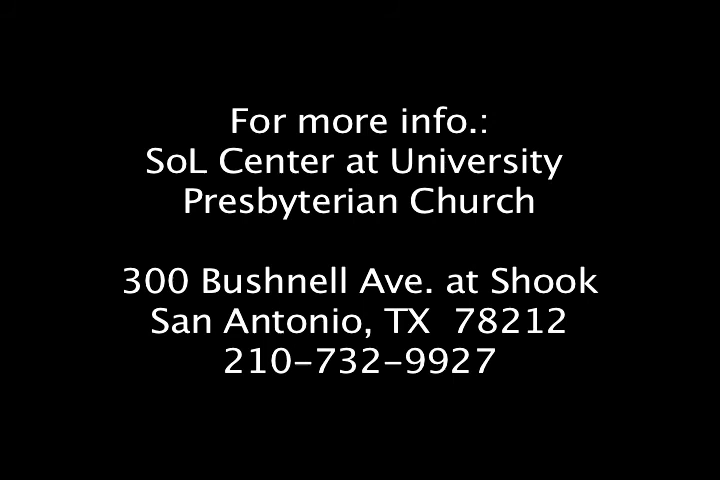 For more info.:
SoL Center at University
Presbyterian Church
300 Bushnell Ave. at Shook
San Antonio, TX  78212
210-732-9927